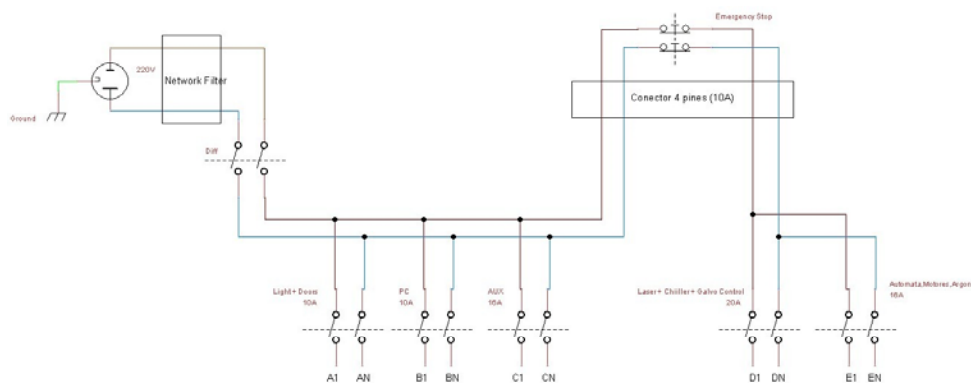 Emergency Stop
220V
Network Filter
Conector 4 pines (10A)
Ground
Diff
Light+ Doors
10A
PC
10A
AUX
16A
Laser+ Chiller+ Galvo Control
20A
Automata, Motores, Argon
16A
A1 AN B1 BN C1 CN D1 DN E1 EN